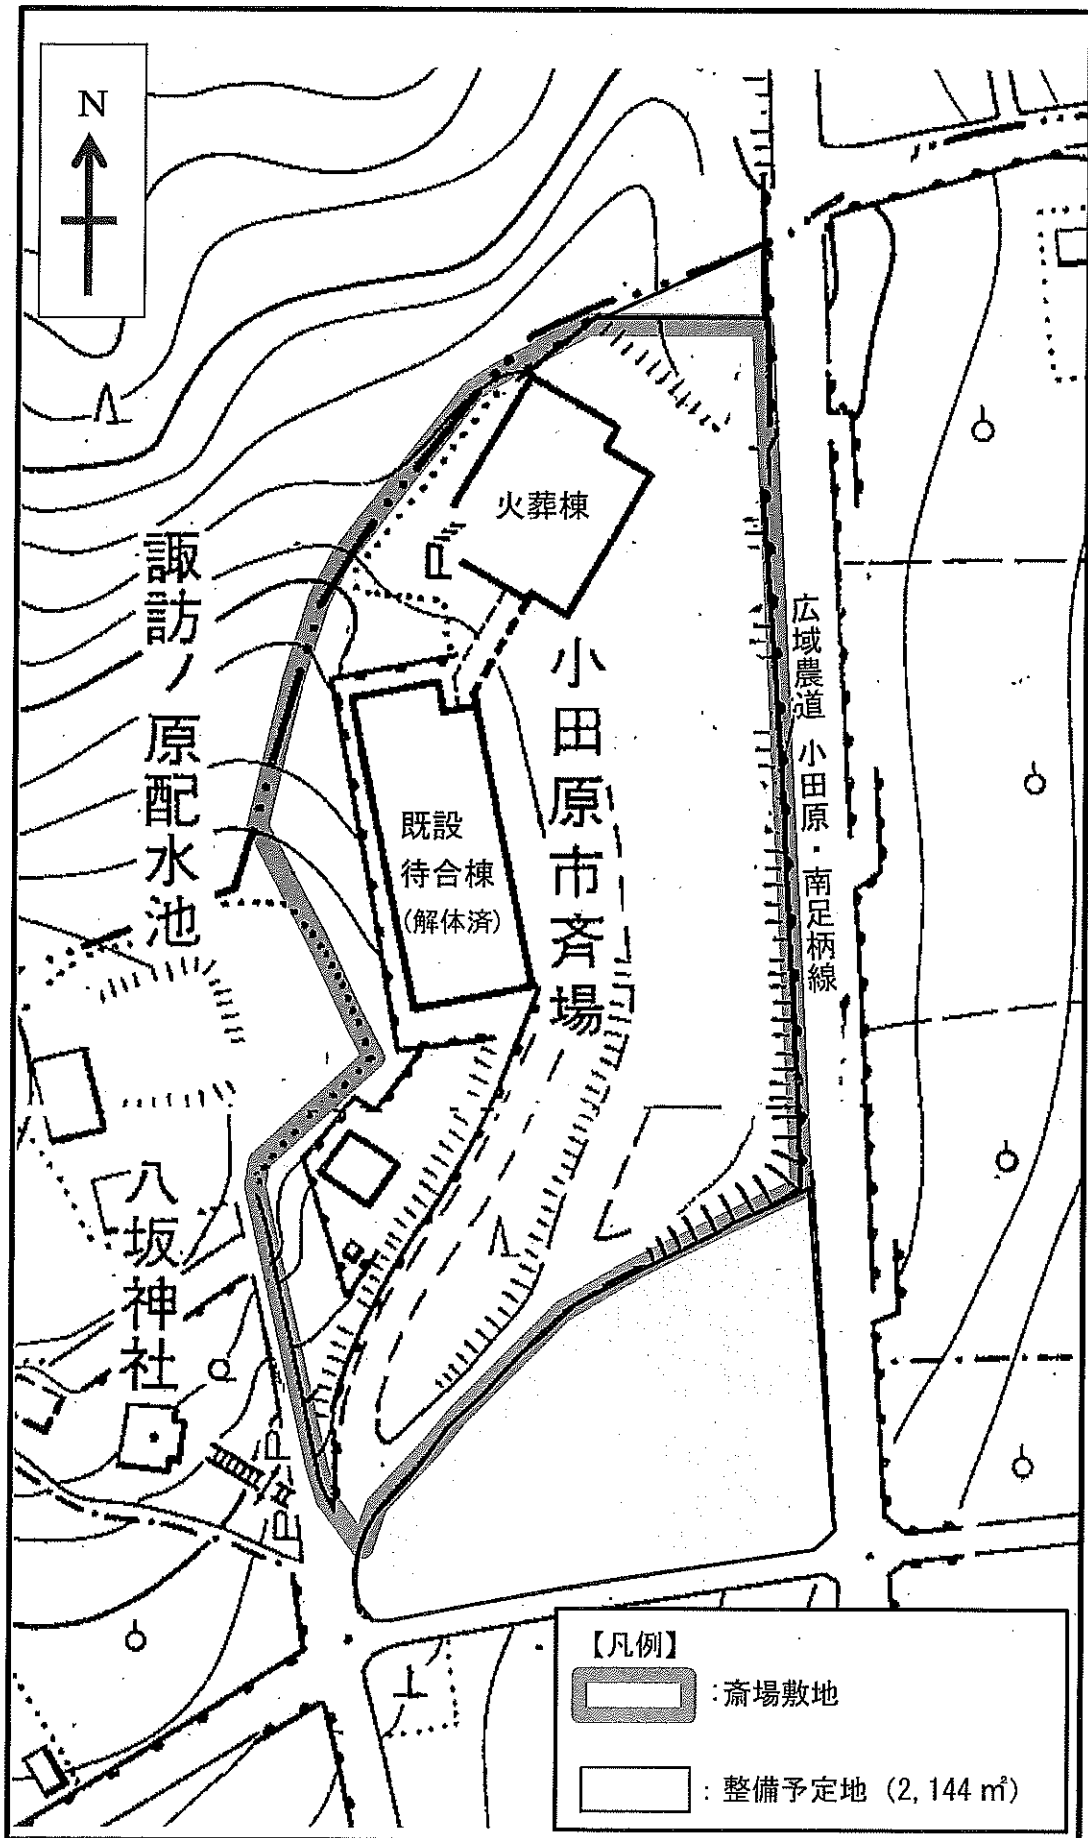 N
火葬棟
諏訪ノ原配水池
小田原市斉場
広域農道 小田原・南足柄線
既設
待合棟
(解体済)
八坂神社
【凡例】
:斎場敷地
:整備予定地 (2,144 ㎡)